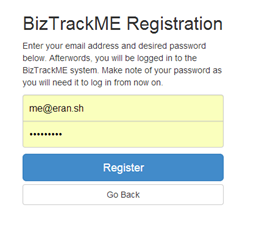 BizTrackME Registration
Enter your email address and desired password
below. Afterwords, you will be logged in to the
BizTrackME system. Make note of your password as
you will need it to log in from now on.
me@eran.sh
•••••••••
Register
Go Back